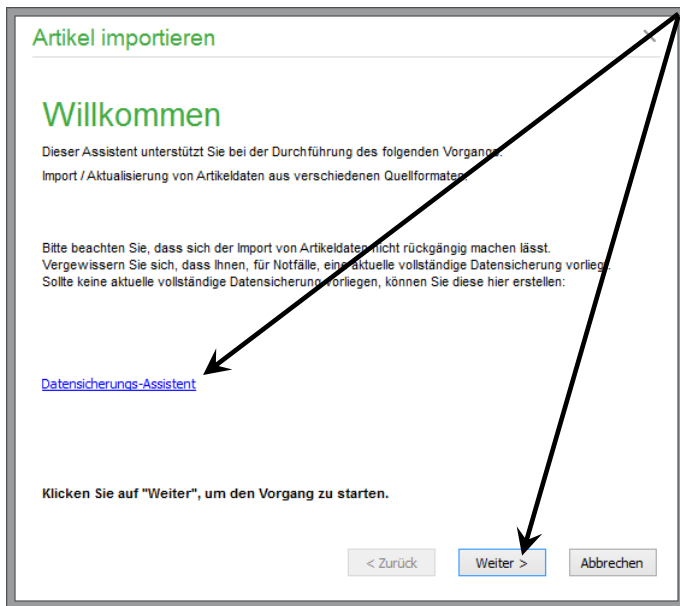 Artikel importieren
Willkommen
Dieser Assistent unterstützt Sie bei der Durchführung des folgenden Vorgangs:
Import / Aktualisierung von Artikeldaten aus verschiedenen Quellformaten.
Bitte beachten Sie, dass sich der Import von Artikeldaten nicht rückgängig machen lässt.
Vergewissern Sie sich, dass Ihnen, für Notfälle, eine aktuelle vollständige Datensicherung vorliegt.
Sollte keine aktuelle vollständige Datensicherung vorliegen, können Sie diese hier erstellen:
Datensicherungs-Assistent
Klicken Sie auf "Weiter", um den Vorgang zu starten.
< Zurück Weiter > Abbrechen